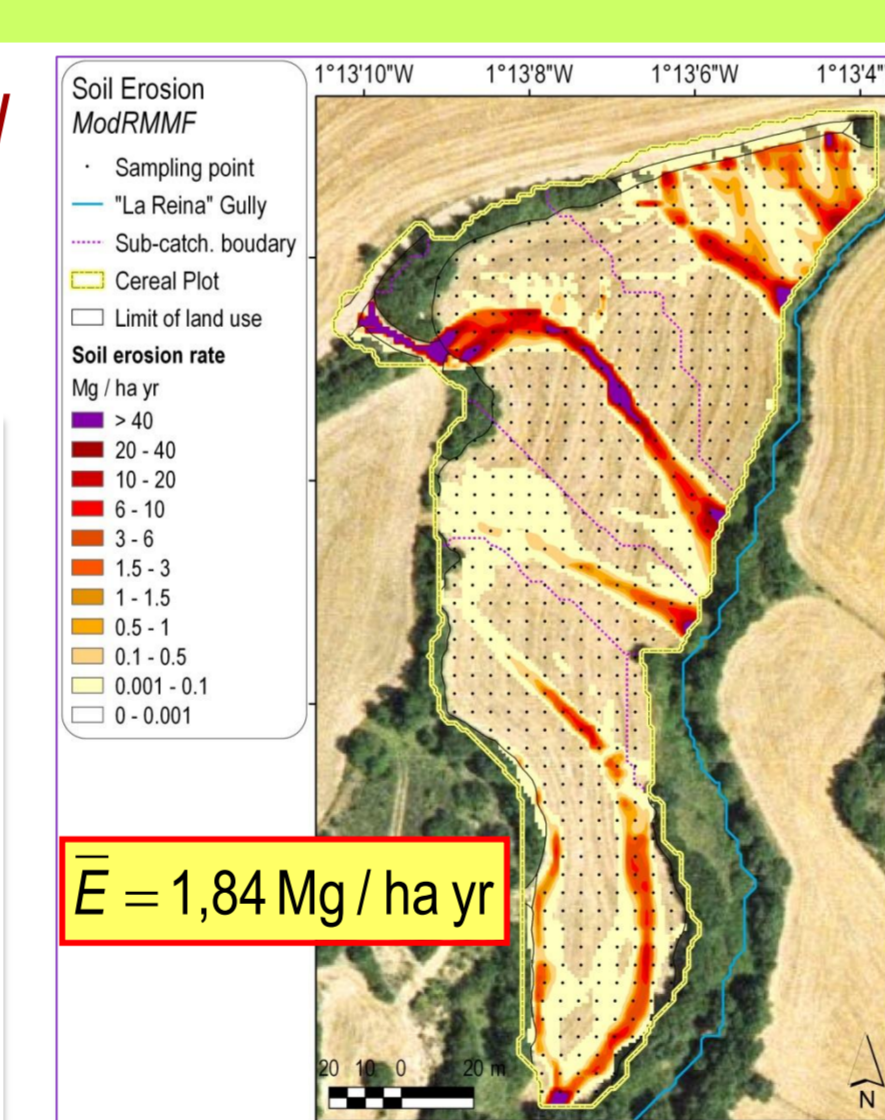 1°13'10"W 1°13'8"W 1°13'6"W 1°13'4"
Soil Erosion
ModRMMF
Sampling point
"La Reina" Gully
Sub-catch. boudary
Cereal Plot
Limit of land use
Soil erosion rate
Mg / ha yr
> 40
20 - 40
10 - 20
6 - 10
3 - 6
1.5 - 3
1 - 1.5
0.5 - 1
0.1 - 0.5
0.001 - 0.1
0 - 0.001
E = 1,84 Mg / ha yr
20 10 0 20 m
N